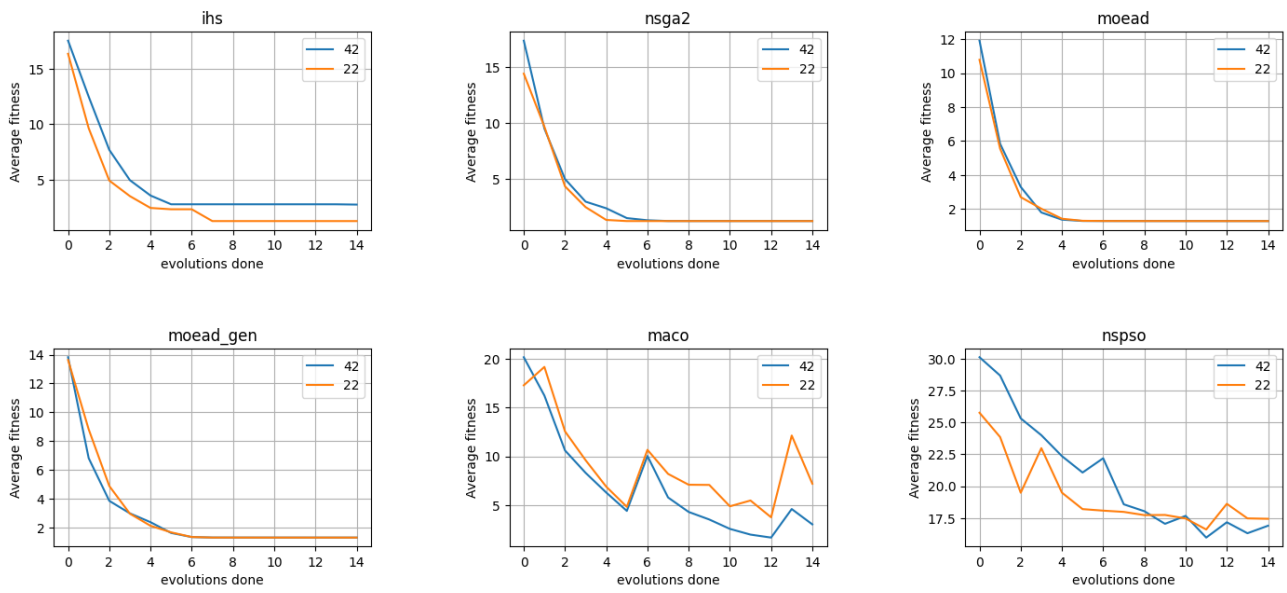 ihs
42
22
Average fitness
15
10
5
0 2 4 6 8 10 12 14
evolutions done
nsga2
42
22
Average fitness
15
10
5
0 2 4 6 8 10 12 14
evolutions done
moead
42
22
Average fitness
12
10
8
6
4
2
0 2 4 6 8 10 12 14
evolutions done
moead_gen
42
22
Average fitness
14
12
10
8
6
4
2
0 2 4 6 8 10 12 14
evolutions done
maco
42
22
Average fitness
20
15
10
5
0 2 4 6 8 10 12 14
evolutions done
nspso
42
22
Average fitness
30.0
27.5
25.0
22.5
20.0
17.5
0 2 4 6 8 10 12 14
evolutions done